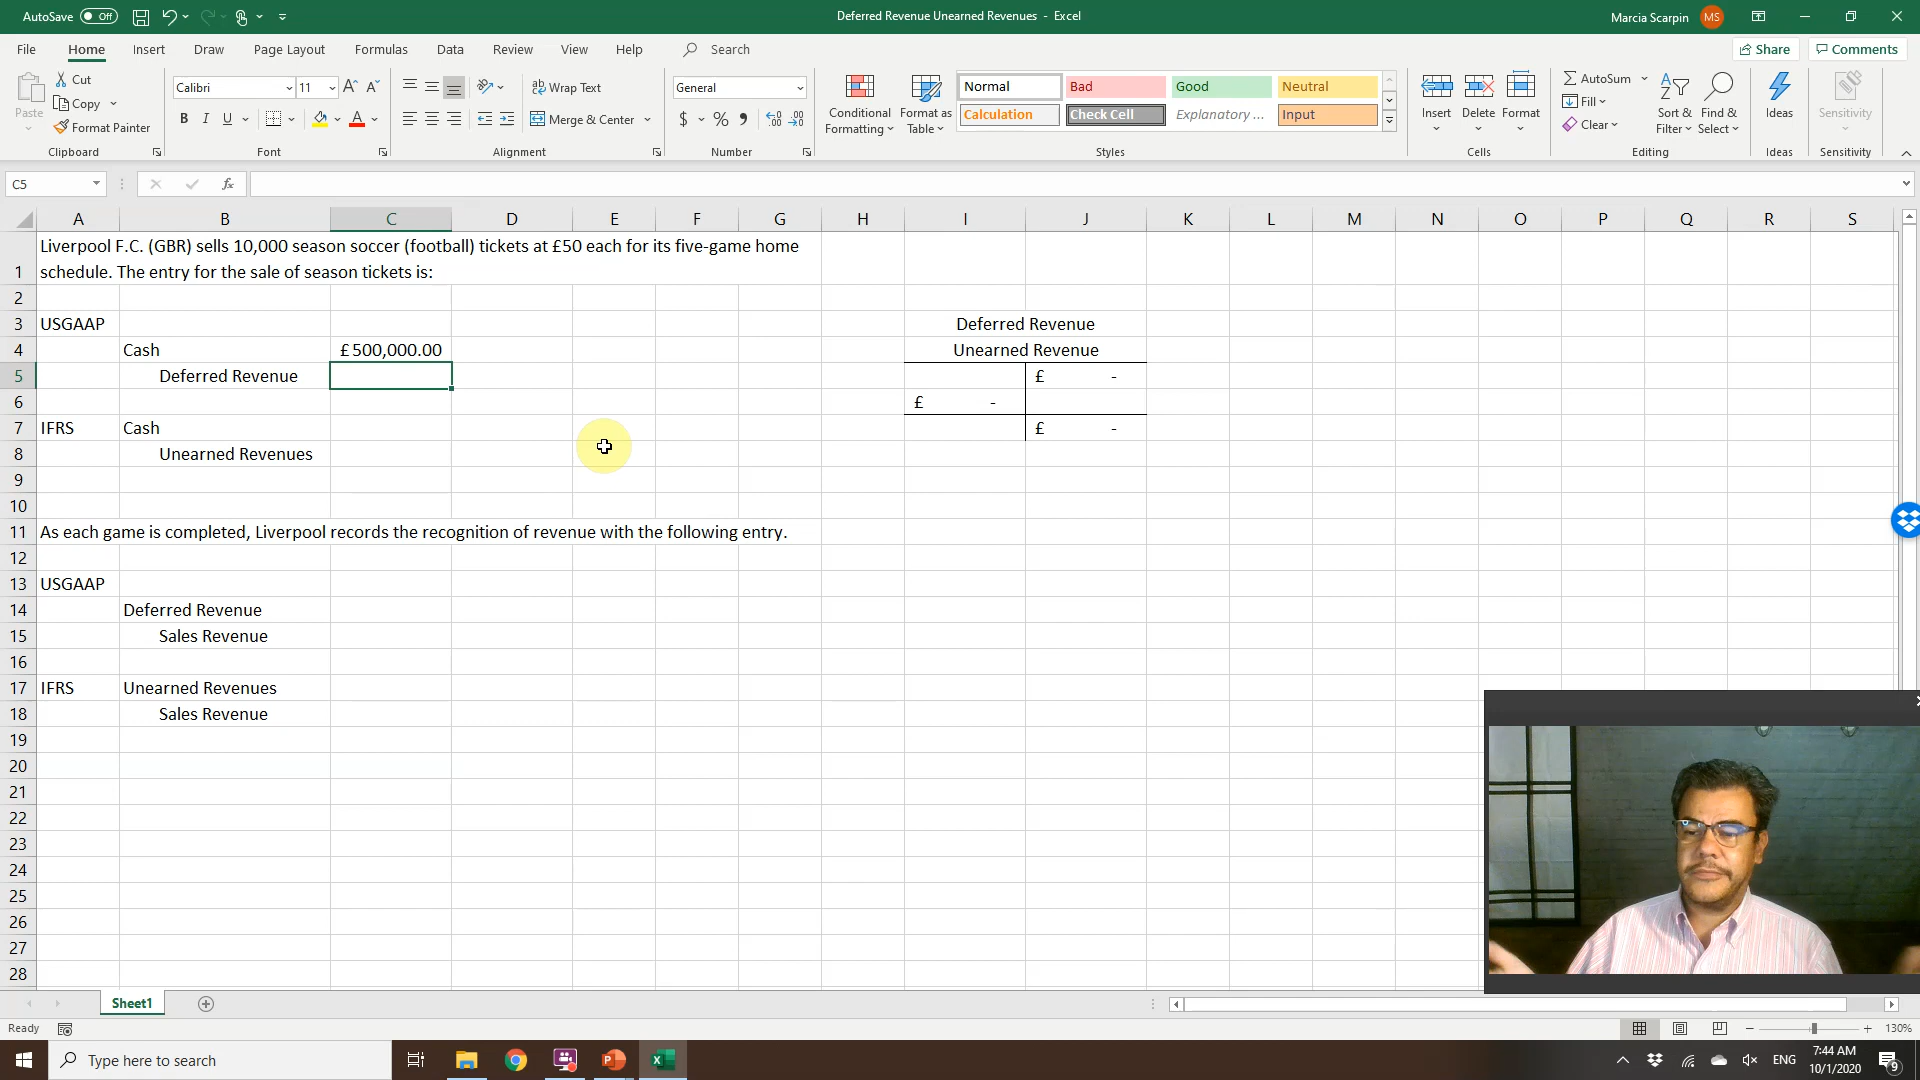 AutoSave Off
Deferred Revenue Unearned Revenues - Excel
Marcia Scarpin MS
File Home Insert Draw Page Layout Formulas Data Review View Help Search
Share Comments
Paste
Cut
Copy
Format Painter
Clipboard
Calibri 11
B I U
Font
Wrap Text
Merge & Center
Alignment
General
$ % ,
Number
Conditional Formatting
Format as Table
Normal Bad Good Neutral
Calculation Check Cell Explanatory ... Input
Styles
Insert Delete Format
Cells
AutoSum
Fill
Clear
Sort & Filter
Find & Select
Editing
Ideas
Ideas
Sensitivity
Sensitivity
C5 fx
A B C D E F G H I J K L M N O P Q R S
Liverpool F.C. (GBR) sells 10,000 season soccer (football) tickets at £50 each for its five-game home
1 schedule. The entry for the sale of season tickets is:
2
3 USGAAP Deferred Revenue
4 Cash £500,000.00 Unearned Revenue
5 Deferred Revenue £ -
6 £ -
7 IFRS Cash £ -
8 Unearned Revenues
9
10
11 As each game is completed, Liverpool records the recognition of revenue with the following entry.
12
13 USGAAP
14 Deferred Revenue
15 Sales Revenue
16
17 IFRS Unearned Revenues
18 Sales Revenue
19
20
21
22
23
24
25
26
27
28
Sheet1
Ready
130%
Type here to search
ENG
7:44 AM
10/1/2020
9